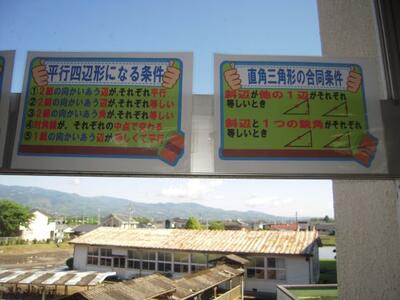 平行四辺形になる条件
①2組の向かいあう辺が、それぞれ平行
②2組の向かいあう辺が、それぞれ等しい
③2組の向かいあう角が、それぞれ等しい
④対角線が、それぞれの中点で交わる
⑤1組の向かいあう辺が等しくて平行
直角三角形の合同条件
斜辺が他の1辺がそれぞれ
等しいとき
斜辺と1つの鋭角がそれぞれ
等しいとき